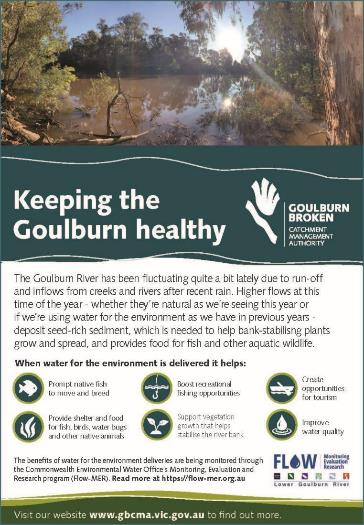 Keeping the
Goulburn healthy
GOULBURN
BROKEN
CATCHMENT
MANAGEMENT
AUTHORITY
The Goulburn River has been fluctuating quite a bit lately due to run-off
and inflows from creeks and rivers after recent rain. Higher flows at this
time of the year - whether they're natural as we're seeing this year or
if we're using water for the environment as we have in previous years -
deposit seed-rich sediment, which is needed to help bank-stabilising plants
grow and spread, and provides food for fish and other aquatic wildlife.
When water for the environment is delivered it helps:
Prompt native fish
to move and breed
Boost recreational
fishing opportunities
Create
opportunities
for tourism
Provide shelter and food
for fish, birds, water bugs
and other native animals
Support vegetation
growth that helps
stabilise the river bank
Improve
water quality
The benefits of water for the environment deliveries are being monitored through
the Commonwealth Environmental Water Office's Monitoring, Evaluation and
Research program (Flow-MER). Read more at https://flow-mer.org.au
FLOW
Monitoring
Evaluation
Research
Lower Goulburn River
Visit our website www.gbcma.vic.gov.au to find out more.